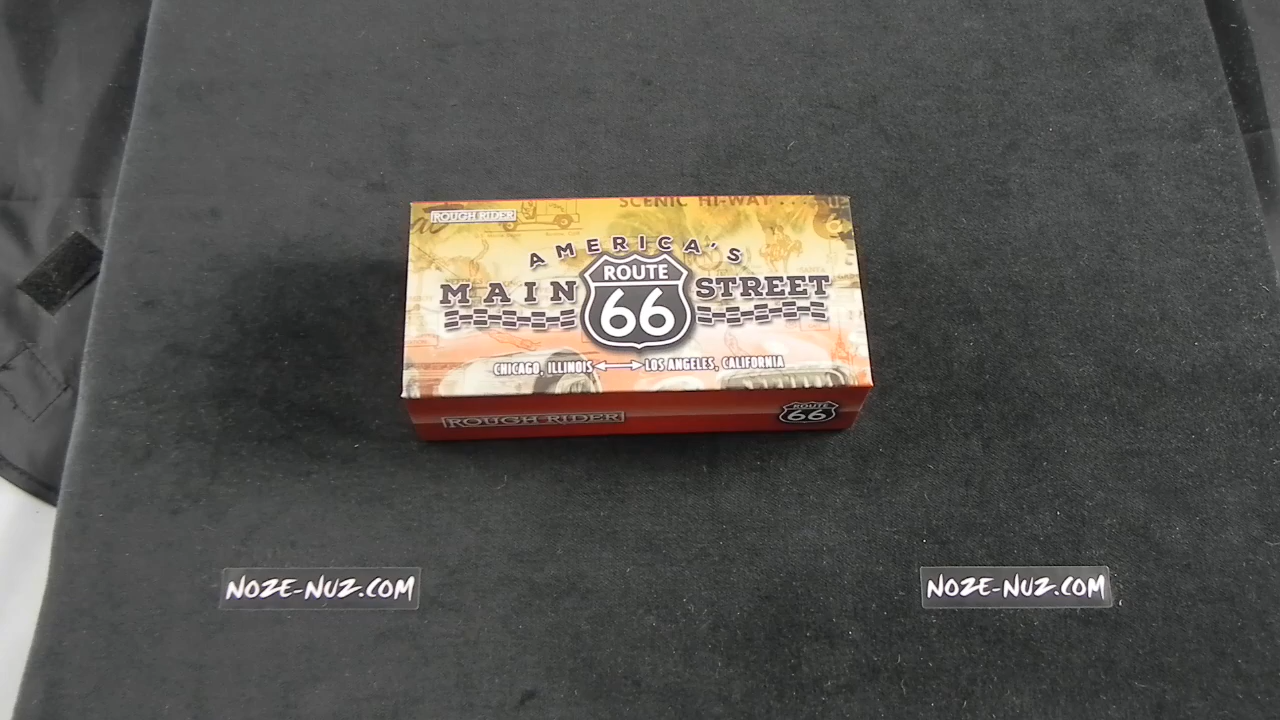 ROUGH RIDER
SCENIC HI-WAY
AMERICA'S
MAIN ROUTE 66 STREET
CHICAGO, ILLINOIS LOS ANGELES, CALIFORNIA
ROUGH RIDER
ROUTE 66
NOZE-NUZ.COM
NOZE-NUZ.COM